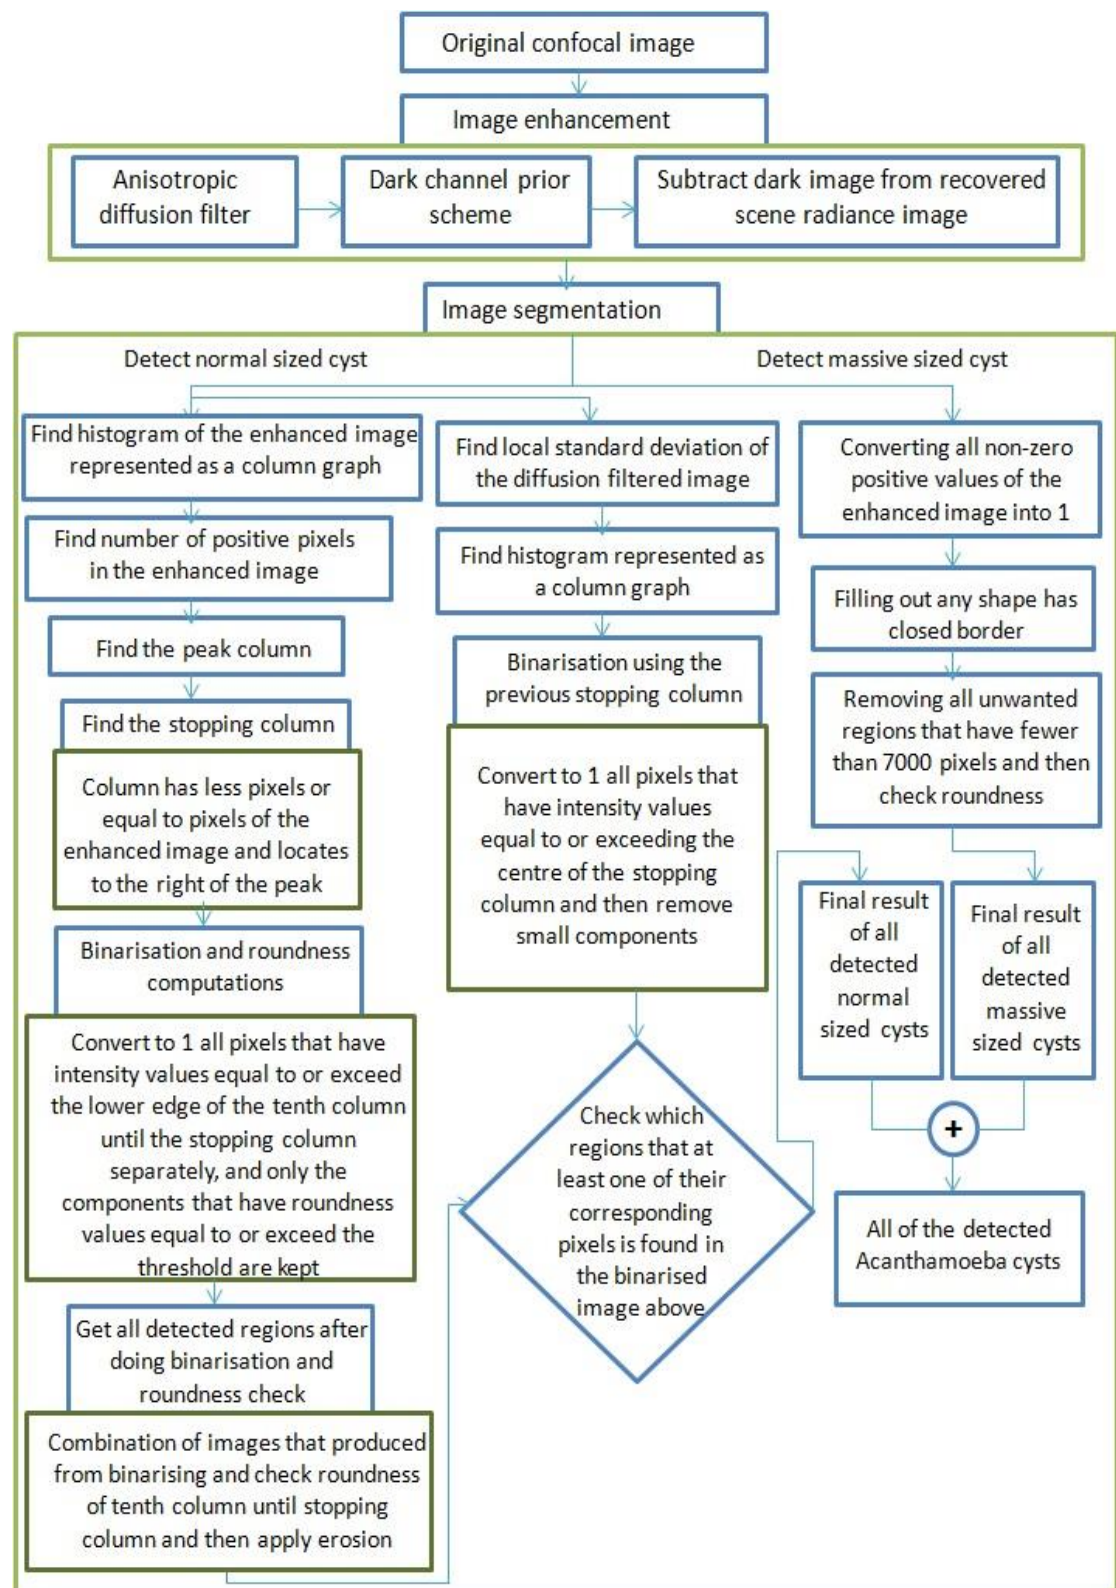 Original confocal image
Image enhancement
Anisotropic
diffusion filter
Dark channel prior
scheme
Subtract dark image from recovered
scene radiance image
Image segmentation
Detect normal sized cyst
Detect massive sized cyst
Find histogram of the enhanced image
represented as a column graph
Find number of positive pixels
in the enhanced image
Find the peak column
Find the stopping column
Column has less pixels or
equal to pixels of the
enhanced image and locates
to the right of the peak
Binarisation and roundness
computations
Convert to 1 all pixels that have
intensity values equal to or exceed
the lower edge of the tenth column
until the stopping column
separately, and only the
components that have roundness
values equal to or exceed the
threshold are kept
Get all detected regions after
doing binarisation and
roundness check
Combination of images that produced
from binarising and check roundness
of tenth column until stopping
column and then apply erosion
Find local standard deviation of
the diffusion filtered image
Find histogram represented as
a column graph
Binarisation using the
previous stopping column
Convert to 1 all pixels that
have intensity values
equal to or exceeding the
centre of the stopping
column and then remove
small components
Check which
regions that at
least one of their
corresponding
pixels is found in
the binarised
image above
Converting all non-zero
positive values of the
enhanced image into 1
Filling out any shape has
closed border
Removing all unwanted
regions that have fewer
than 7000 pixels and then
check roundness
Final result
of all
detected
normal
sized cysts
Final result
of all
detected
massive
sized cysts
+
All of the detected
Acanthamoeba cysts